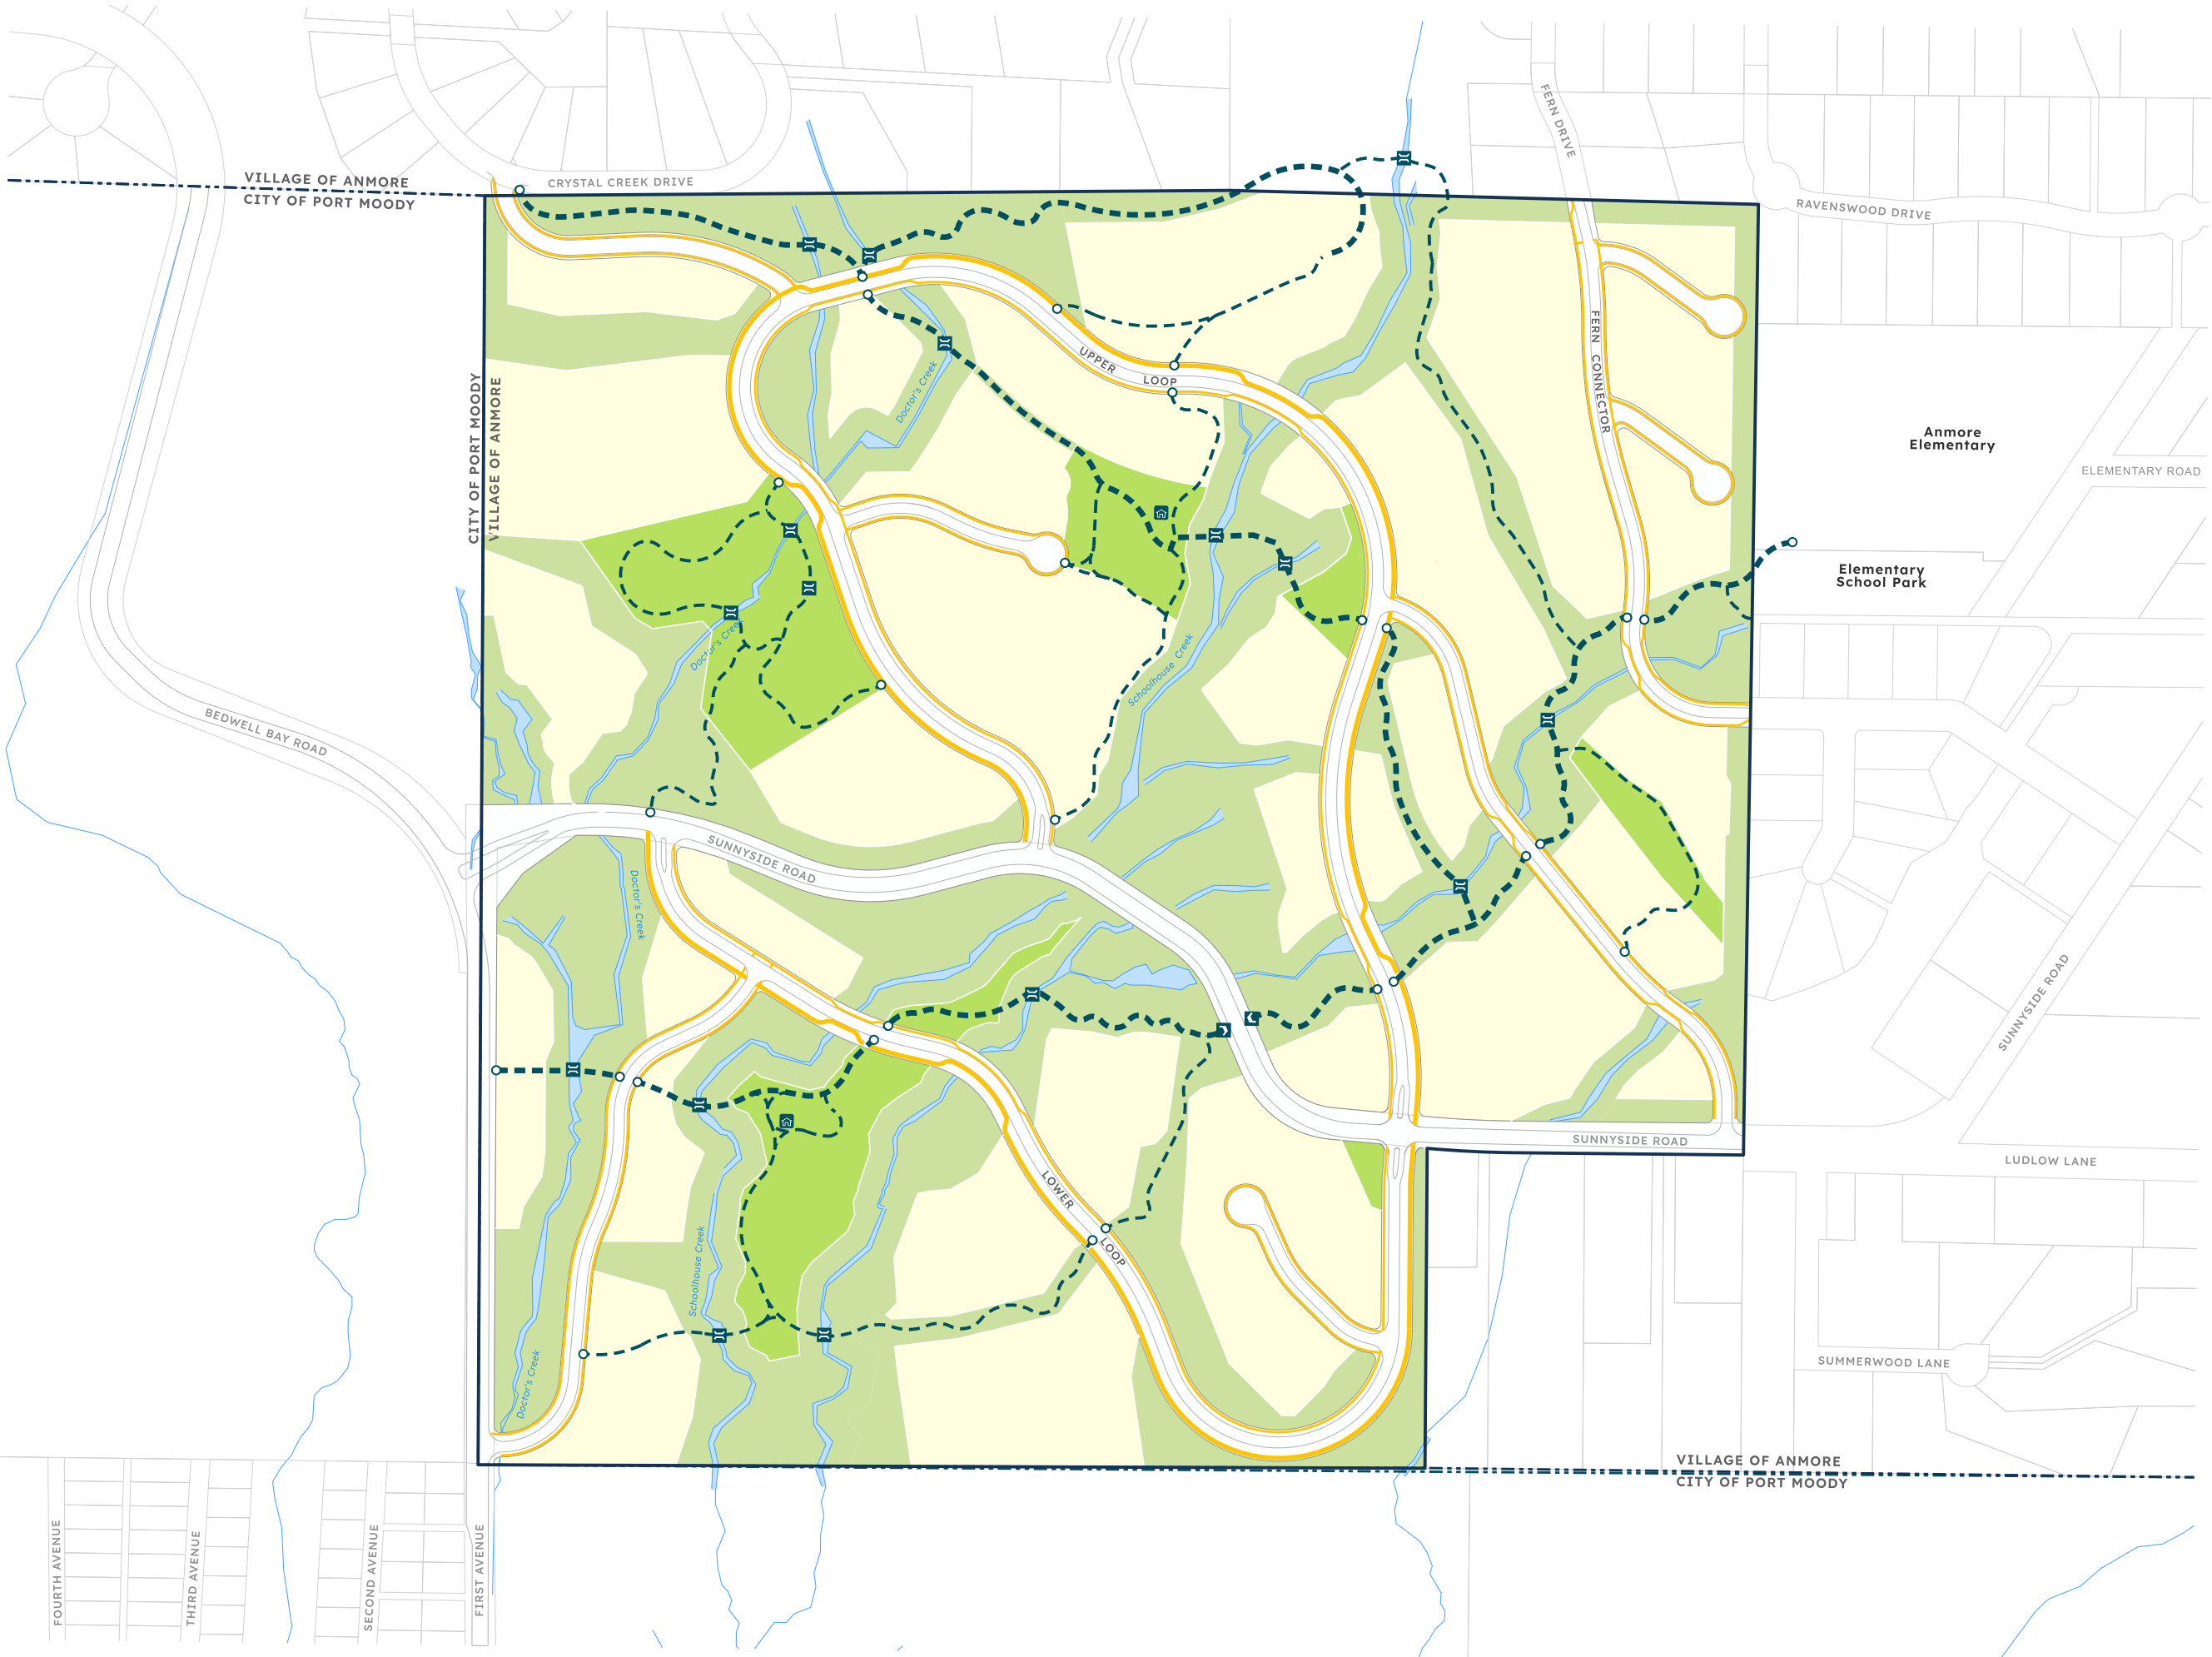 VILLAGE OF ANMORE
CITY OF PORT MOODY
CRYSTAL CREEK DRIVE
FERN DRIVE
RAVENSWOOD DRIVE
FERN CONNECTOR
UPPER
LOOP
Doctor's Creek
CITY OF PORT MOODY
VILLAGE OF ANMORE
Anmore
Elementary
ELEMENTARY ROAD
Elementary
School Park
Doctor's Creek
Schoolhouse Creek
BEDWELL BAY ROAD
SUNNYSIDE ROAD
Doctor's Creek
SUNNYSIDE ROAD
SUNNYSIDE ROAD
LUDLOW LANE
LOWER
LOOP
Schoolhouse Creek
Doctor's Creek
SUMMERWOOD LANE
VILLAGE OF ANMORE
CITY OF PORT MOODY
FOURTH AVENUE
THIRD AVENUE
SECOND AVENUE
FIRST AVENUE